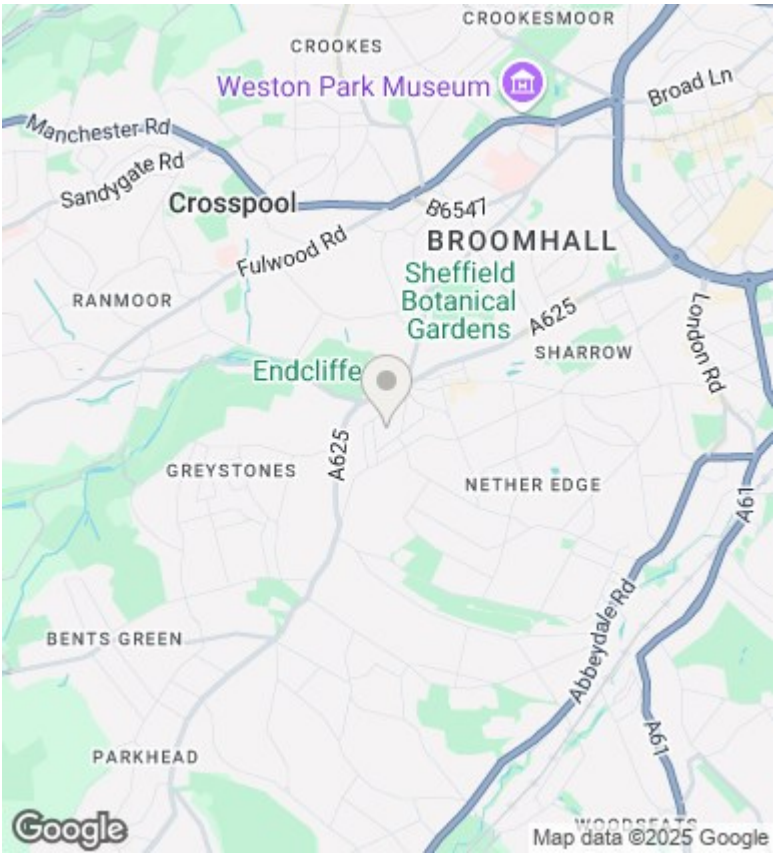 CROOKESMOOR
CROOKES
Weston Park Museum
Broad Ln
Manchester Rd
Sandygate Rd
Crosspool
B6547
Fulwood Rd
BROOMHALL
Sheffield
Botanical
Gardens
RANMOOR
A625
London Rd
SHARROW
Endcliffe
A625
GREYSTONES
NETHER EDGE
A61
BENTS GREEN
Abbeydale Rd
A61
PARKHEAD
WOODSEATS
Google
Map data ©2025 Google